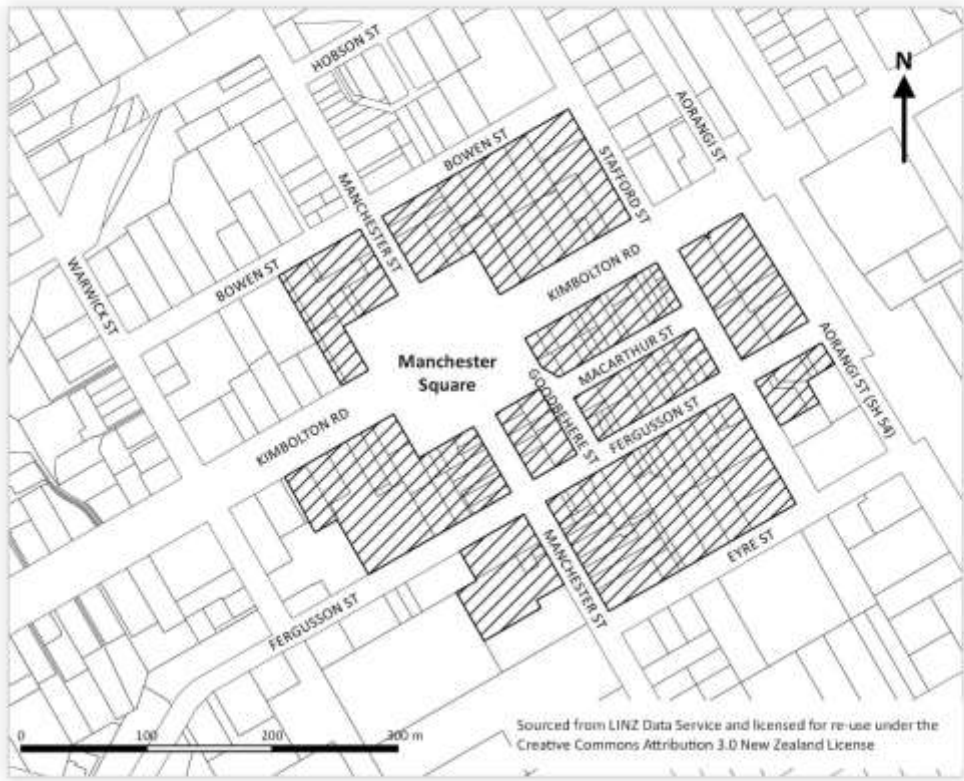 HOBSON ST
N
AORANGI ST
BOWEN ST
STAFFORD ST
MANCHESTER ST
WARWICK ST
BOWEN ST
KIMBOLTON RD
Manchester
Square
MACARTHUR ST
AORANGI ST (SH 54)
GOODBEHERE ST
KIMBOLTON RD
FERGUSSON ST
MANCHESTER ST
EYRE ST
FERGUSSON ST
0 100 200 300 m
Sourced from LINZ Data Service and licensed for re-use under the
Creative Commons Attribution 3.0 New Zealand License